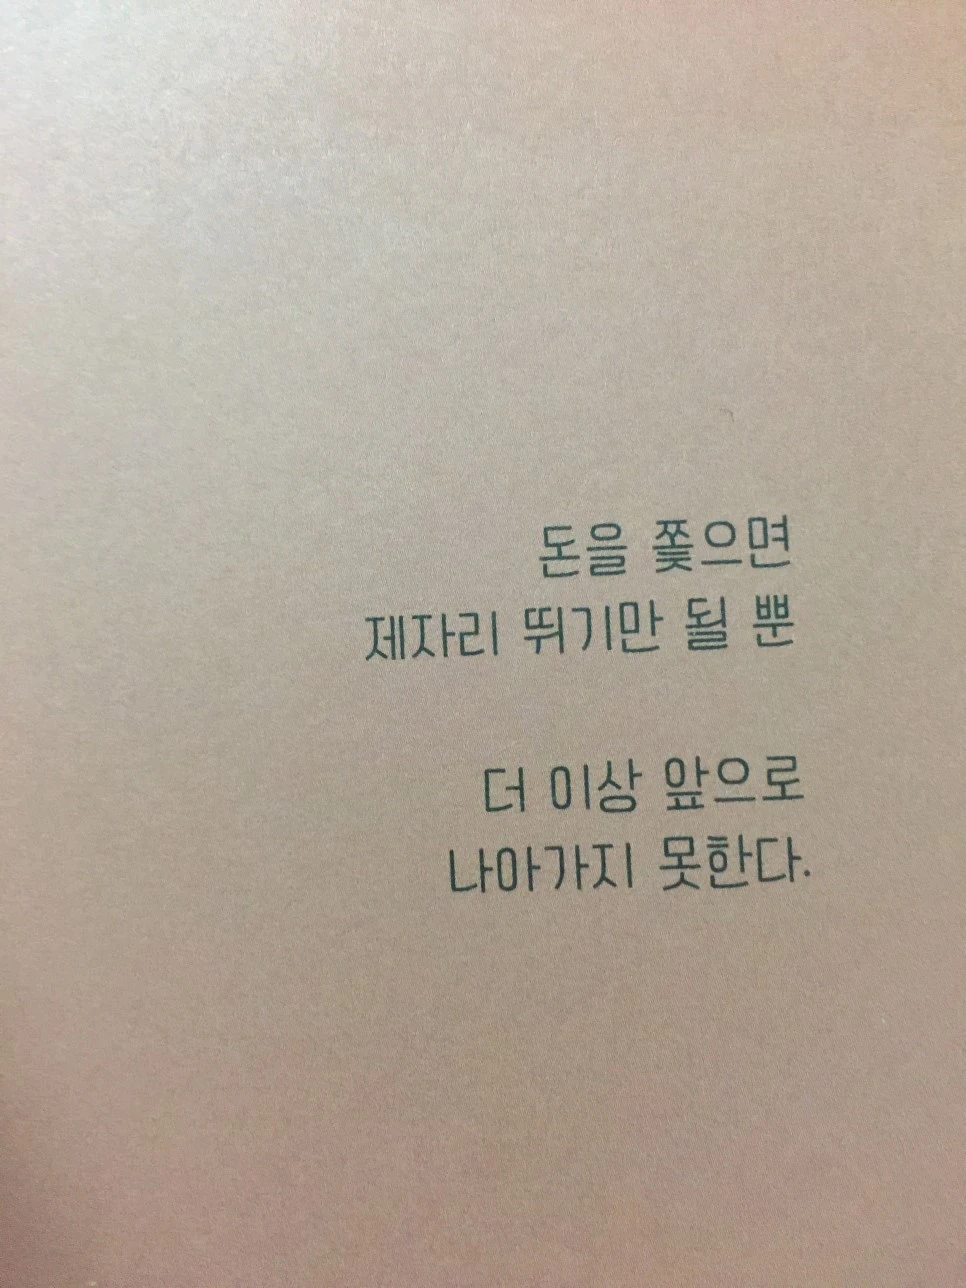 돈을 쫓으면
제자리 뛰기만 될 뿐
더 이상 앞으로
나아가지 못한다.